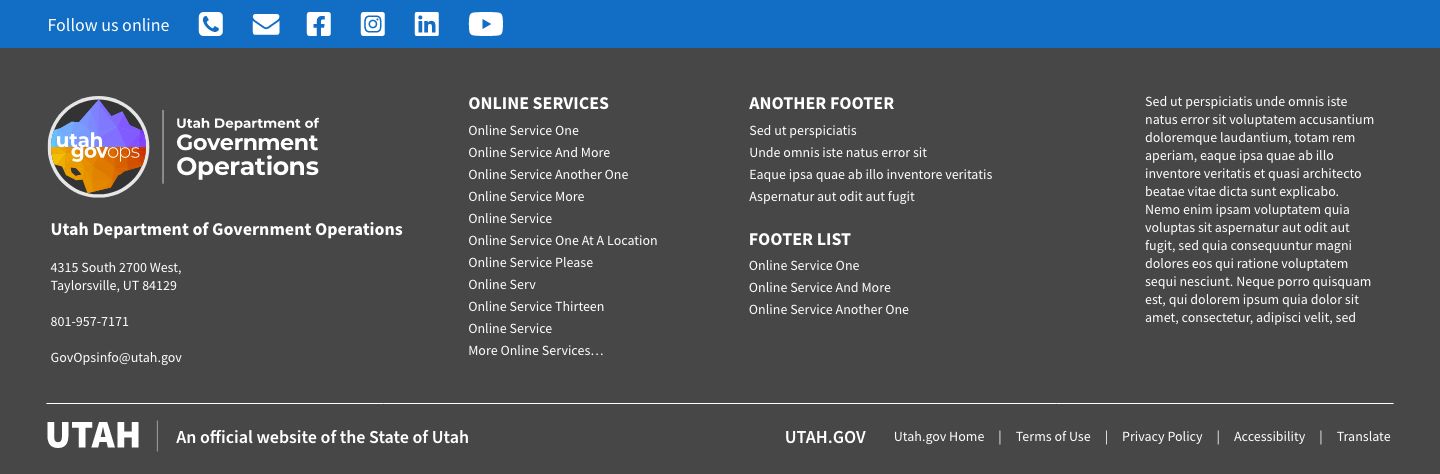 Follow us online
utah
govops
Utah Department of
Government
Operations
Utah Department of Government Operations
4315 South 2700 West,
Taylorsville, UT 84129
801-957-7171
GovOpsinfo@utah.gov
ONLINE SERVICES
Online Service One
Online Service And More
Online Service Another One
Online Service More
Online Service
Online Service One At A Location
Online Service Please
Online Serv
Online Service Thirteen
Online Service
More Online Services…
ANOTHER FOOTER
Sed ut perspiciatis
Unde omnis iste natus error sit
Eaque ipsa quae ab illo inventore veritatis
Aspernatur aut odit aut fugit
FOOTER LIST
Online Service One
Online Service And More
Online Service Another One
Sed ut perspiciatis unde omnis iste
natus error sit voluptatem accusantium
doloremque laudantium, totam rem
aperiam, eaque ipsa quae ab illo
inventore veritatis et quasi architecto
beatae vitae dicta sunt explicabo.
Nemo enim ipsam voluptatem quia
voluptas sit aspernatur aut odit aut
fugit, sed quia consequuntur magni
dolores eos qui ratione voluptatem
sequi nesciunt. Neque porro quisquam
est, qui dolorem ipsum quia dolor sit
amet, consectetur, adipisci velit, sed
UTAH | An official website of the State of Utah
UTAH.GOV Utah.gov Home | Terms of Use | Privacy Policy | Accessibility | Translate